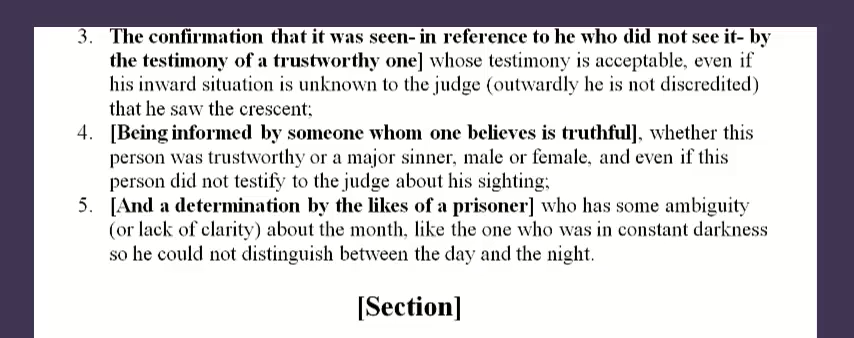 3. The confirmation that it was seen- in reference to he who did not see it- by
the testimony of a trustworthy one] whose testimony is acceptable, even if
his inward situation is unknown to the judge (outwardly he is not discredited)
that he saw the crescent;
4. [Being informed by someone whom one believes is truthful], whether this
person was trustworthy or a major sinner, male or female, and even if this
person did not testify to the judge about his sighting;
5. [And a determination by the likes of a prisoner] who has some ambiguity
(or lack of clarity) about the month, like the one who was in constant darkness
so he could not distinguish between the day and the night.
[Section]